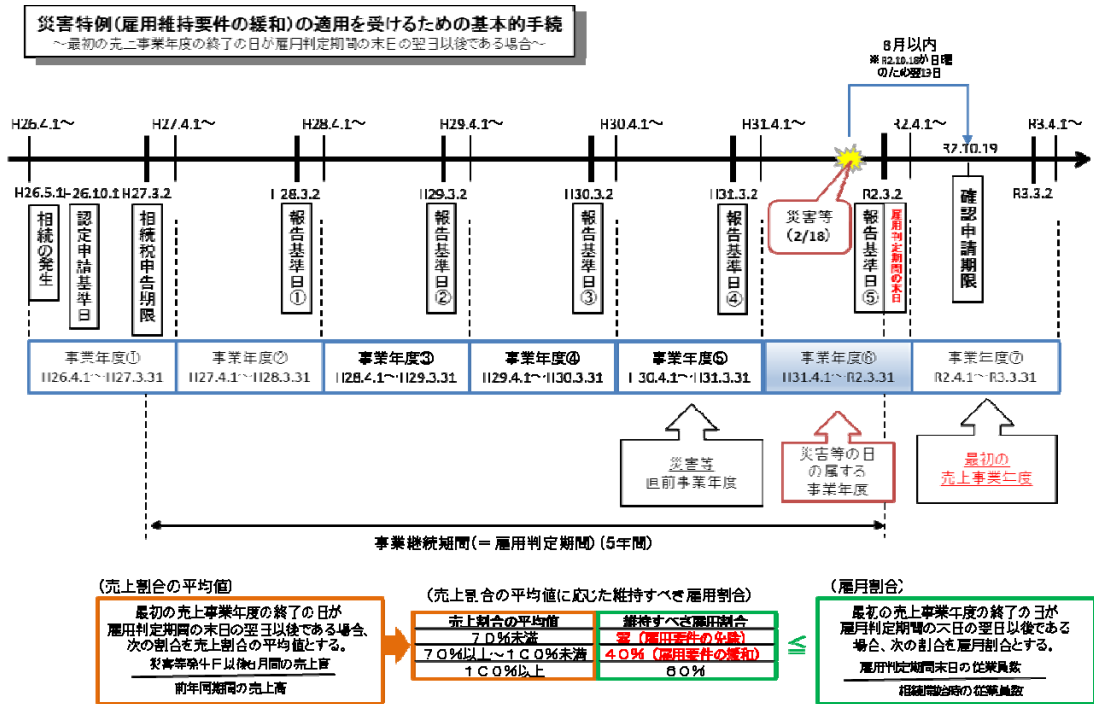 災害特例(雇用維持要件の緩和)の適用を受けるための基本的手続
～最初の売上事業年度の終了の日が雇用判定期間の末日の翌日以後である場合～
8月以内
※R2.10.18が日曜
のため翌19日
H26.4.1～
H27.4.1～
H28.4.1～
H29.4.1～
H30.4.1～
H31.4.1～
R2.4.1～
R3.4.1～
R2.10.19
H26.5.1
H26.10.1
H27.3.2
H28.3.2
H29.3.2
H30.3.2
H31.3.2
R2.3.2
R3.3.2
相続の発生
認定申請基準日
相続税申告期限
報告基準日①
報告基準日②
報告基準日③
報告基準日④
災害等
(2/18)
報告基準日⑤
雇用判定期間の末日
確認申請期限
事業年度①
H26.4.1～H27.3.31
事業年度②
H27.4.1～H28.3.31
事業年度③
H28.4.1～H29.3.31
事業年度④
H29.4.1～H30.3.31
事業年度⑤
H30.4.1～H31.3.31
事業年度⑥
H31.4.1～R2.3.31
事業年度⑦
R2.4.1～R3.3.31
災害等
直前事業年度
災害等の日
の属する
事業年度
最初の
売上事業年度
事業継続期間(=雇用判定期間)(5年間)
(売上割合の平均値)
最初の売上事業年度の終了の日が
雇用判定期間の末日の翌日以後である場合、
次の割合を売上割合の平均値とする。
災害等発生日以後6月間の売上高
前年同期間の売上高
(売上割合の平均値に応じた維持すべき雇用割合)
売上割合の平均値
維持すべき雇用割合
70%未満
零(雇用要件の免除)
70%以上～100%未満
40%(雇用要件の緩和)
100%以上
80%
≦
(雇用割合)
最初の売上事業年度の終了の日が
雇用判定期間の末日の翌日以後である
場合、次の割合を雇用割合とする。
雇用判定期間末日の従業員数
相続開始時の従業員数